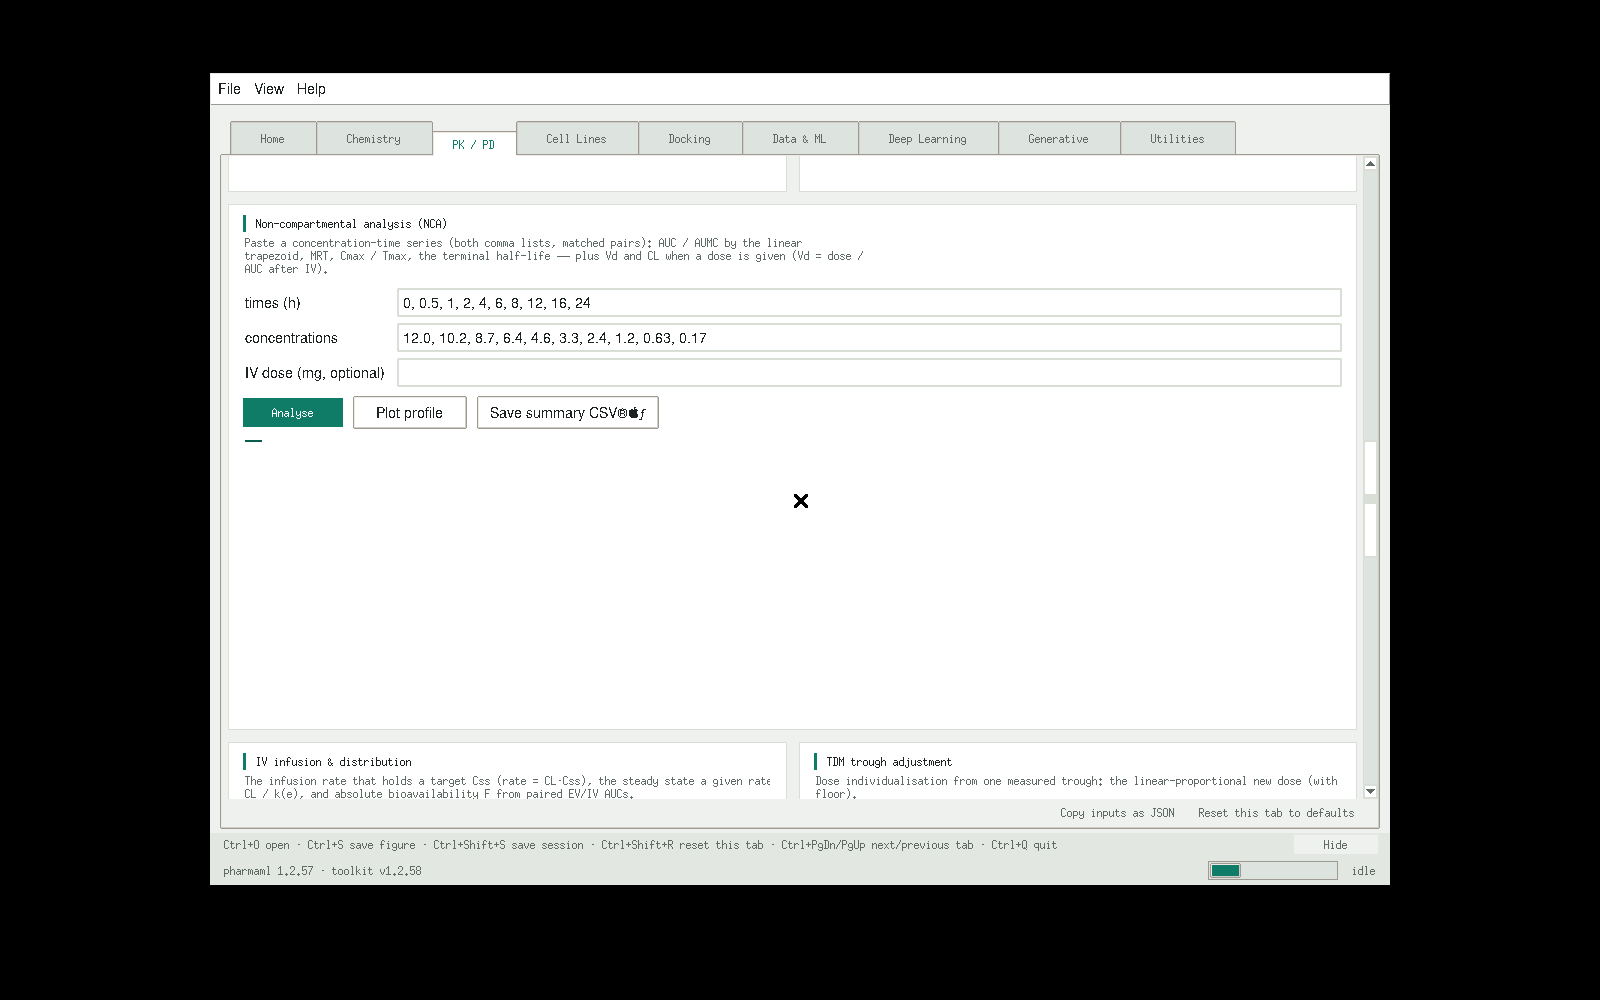 File View Help
Home Chemistry PK / PD Cell Lines Docking Data & ML Deep Learning Generative Utilities
Non-compartmental analysis (NCA)
Paste a concentration-time series (both comma lists, matched pairs): AUC / AUMC by the linear
trapezoid, MRT, Cmax / Tmax, the terminal half-life — plus Vd and CL when a dose is given (Vd = dose /
AUC after IV).
times (h) 0, 0.5, 1, 2, 4, 6, 8, 12, 16, 24
concentrations 12.0, 10.2, 8.7, 6.4, 4.6, 3.3, 2.4, 1.2, 0.63, 0.17
IV dose (mg, optional)
Analyse Plot profile Save summary CSV®ƒ
—
IV infusion & distribution
The infusion rate that holds a target Css (rate = CL·Css), the steady state a given rate
CL / k(e), and absolute bioavailability F from paired EV/IV AUCs.
TDM trough adjustment
Dose individualisation from one measured trough: the linear-proportional new dose (with
floor).
Copy inputs as JSON Reset this tab to defaults
Ctrl+O open · Ctrl+S save figure · Ctrl+Shift+S save session · Ctrl+Shift+R reset this tab · Ctrl+PgDn/PgUp next/previous tab · Ctrl+Q quit Hide
pharmaml 1.2.57 · toolkit v1.2.58 idle